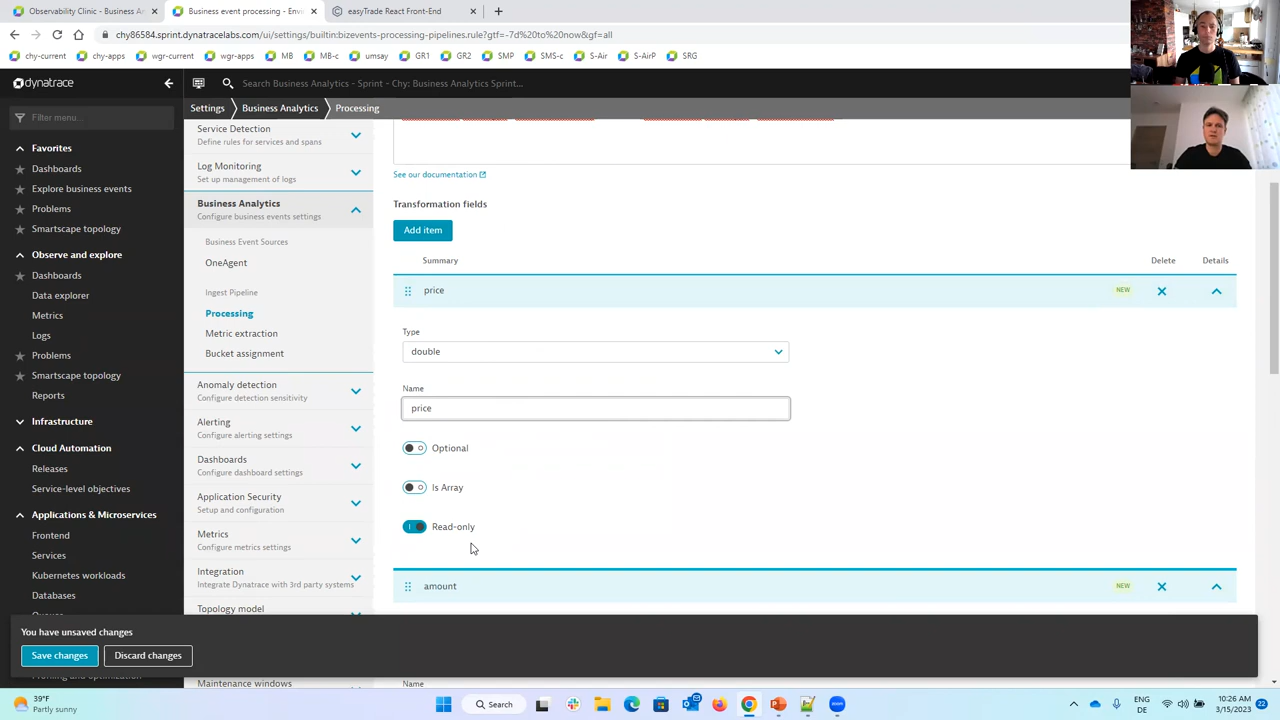 Observability Clinic - Business An
Business event processing - Envi
easyTrade React Front-End
chy86584.sprint.dynatracelabs.com/ui/settings/builtin:bizevents-processing-pipelines.rule?gtf=-7d%20to%20now&gf=all
chy-current
chy-apps
wgr-current
wgr-apps
MB
MB-c
umsay
GR1
GR2
SMP
SMP-c
S-Air
S-AirP
SRG
dynatrace
Search Business Analytics - Sprint - Chy: Business Analytics Sprint...
Filter menu...
Settings
Business Analytics
Processing
Favorites
Dashboards
Explore business events
Problems
Smartscape topology
Observe and explore
Dashboards
Data explorer
Metrics
Logs
Problems
Smartscape topology
Reports
Infrastructure
Cloud Automation
Releases
Service-level objectives
Applications & Microservices
Frontend
Services
Kubernetes workloads
Databases
Service Detection
Define rules for services and spans
Log Monitoring
Set up management of logs
Business Analytics
Configure business events settings
Business Event Sources
OneAgent
Ingest Pipeline
Processing
Metric extraction
Bucket assignment
Anomaly detection
Configure detection sensitivity
Alerting
Configure alerting settings
Dashboards
Configure dashboard settings
Application Security
Setup and configuration
Metrics
Configure metrics settings
Integration
Integrate Dynatrace with 3rd party systems
Topology model
Maintenance windows
See our documentation
Transformation fields
Add item
Summary
Delete
Details
price
NEW
Type
double
Name
price
Optional
Is Array
Read-only
amount
NEW
You have unsaved changes
Save changes
Discard changes
Name
39°F
Partly sunny
Search
ENG
DE
10:26 AM
3/15/2023
22